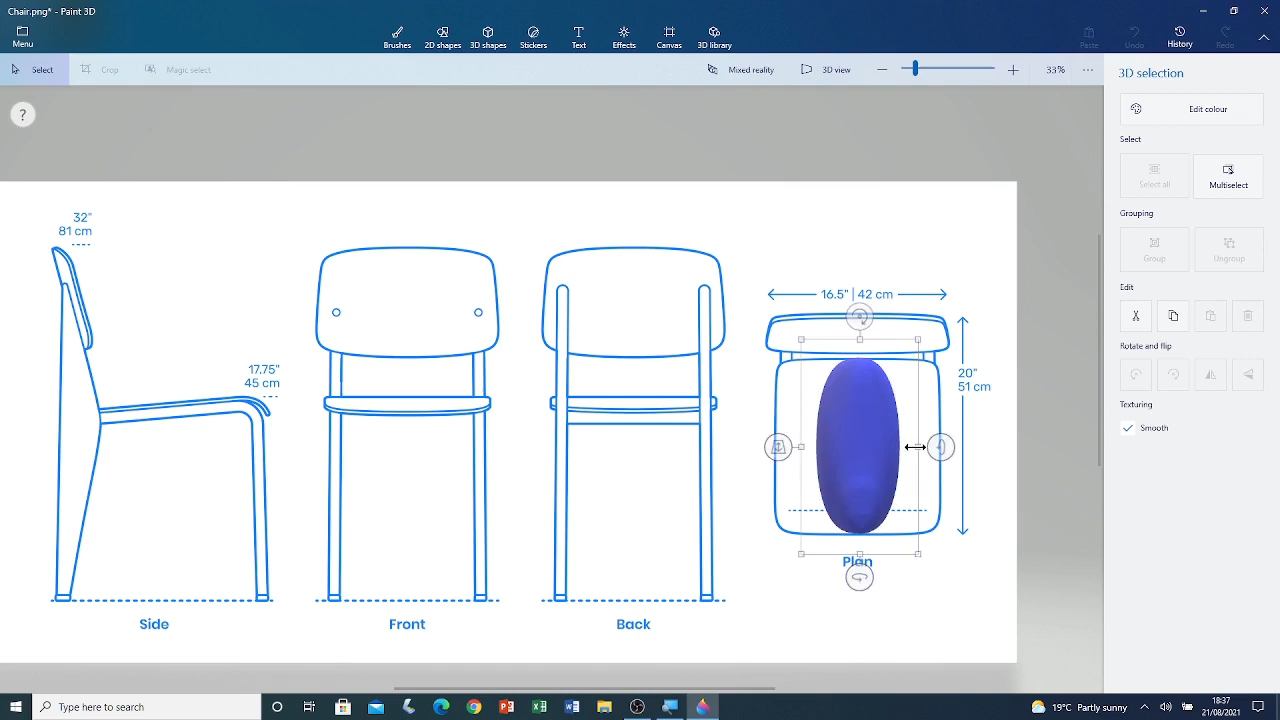 Chair.png* - Paint 3D
Menu
Brushes
2D shapes
3D shapes
Stickers
Text
Effects
Canvas
3D library
Paste
Undo
History
Redo
Select
Crop
Magic select
Mixed reality
3D view
33%
?
3D selection
Edit colour
Select
Select all
Multiselect
Grouping
Group
Ungroup
Edit
Rotate and flip
Texturing
Smooth
32"
81 cm
17.75"
45 cm
16.5" | 42 cm
20"
51 cm
Side
Front
Back
Plan
Type here to search
19°C Partly sunny
18:37
21/08/2021